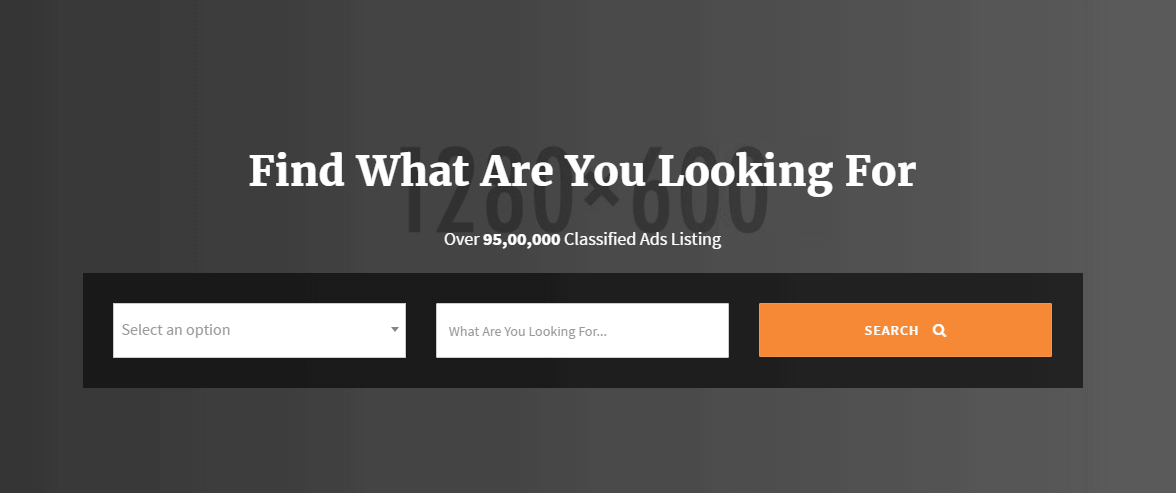 1280×600
Find What Are You Looking For
Over 95,00,000 Classified Ads Listing
Select an option
What Are You Looking For...
SEARCH